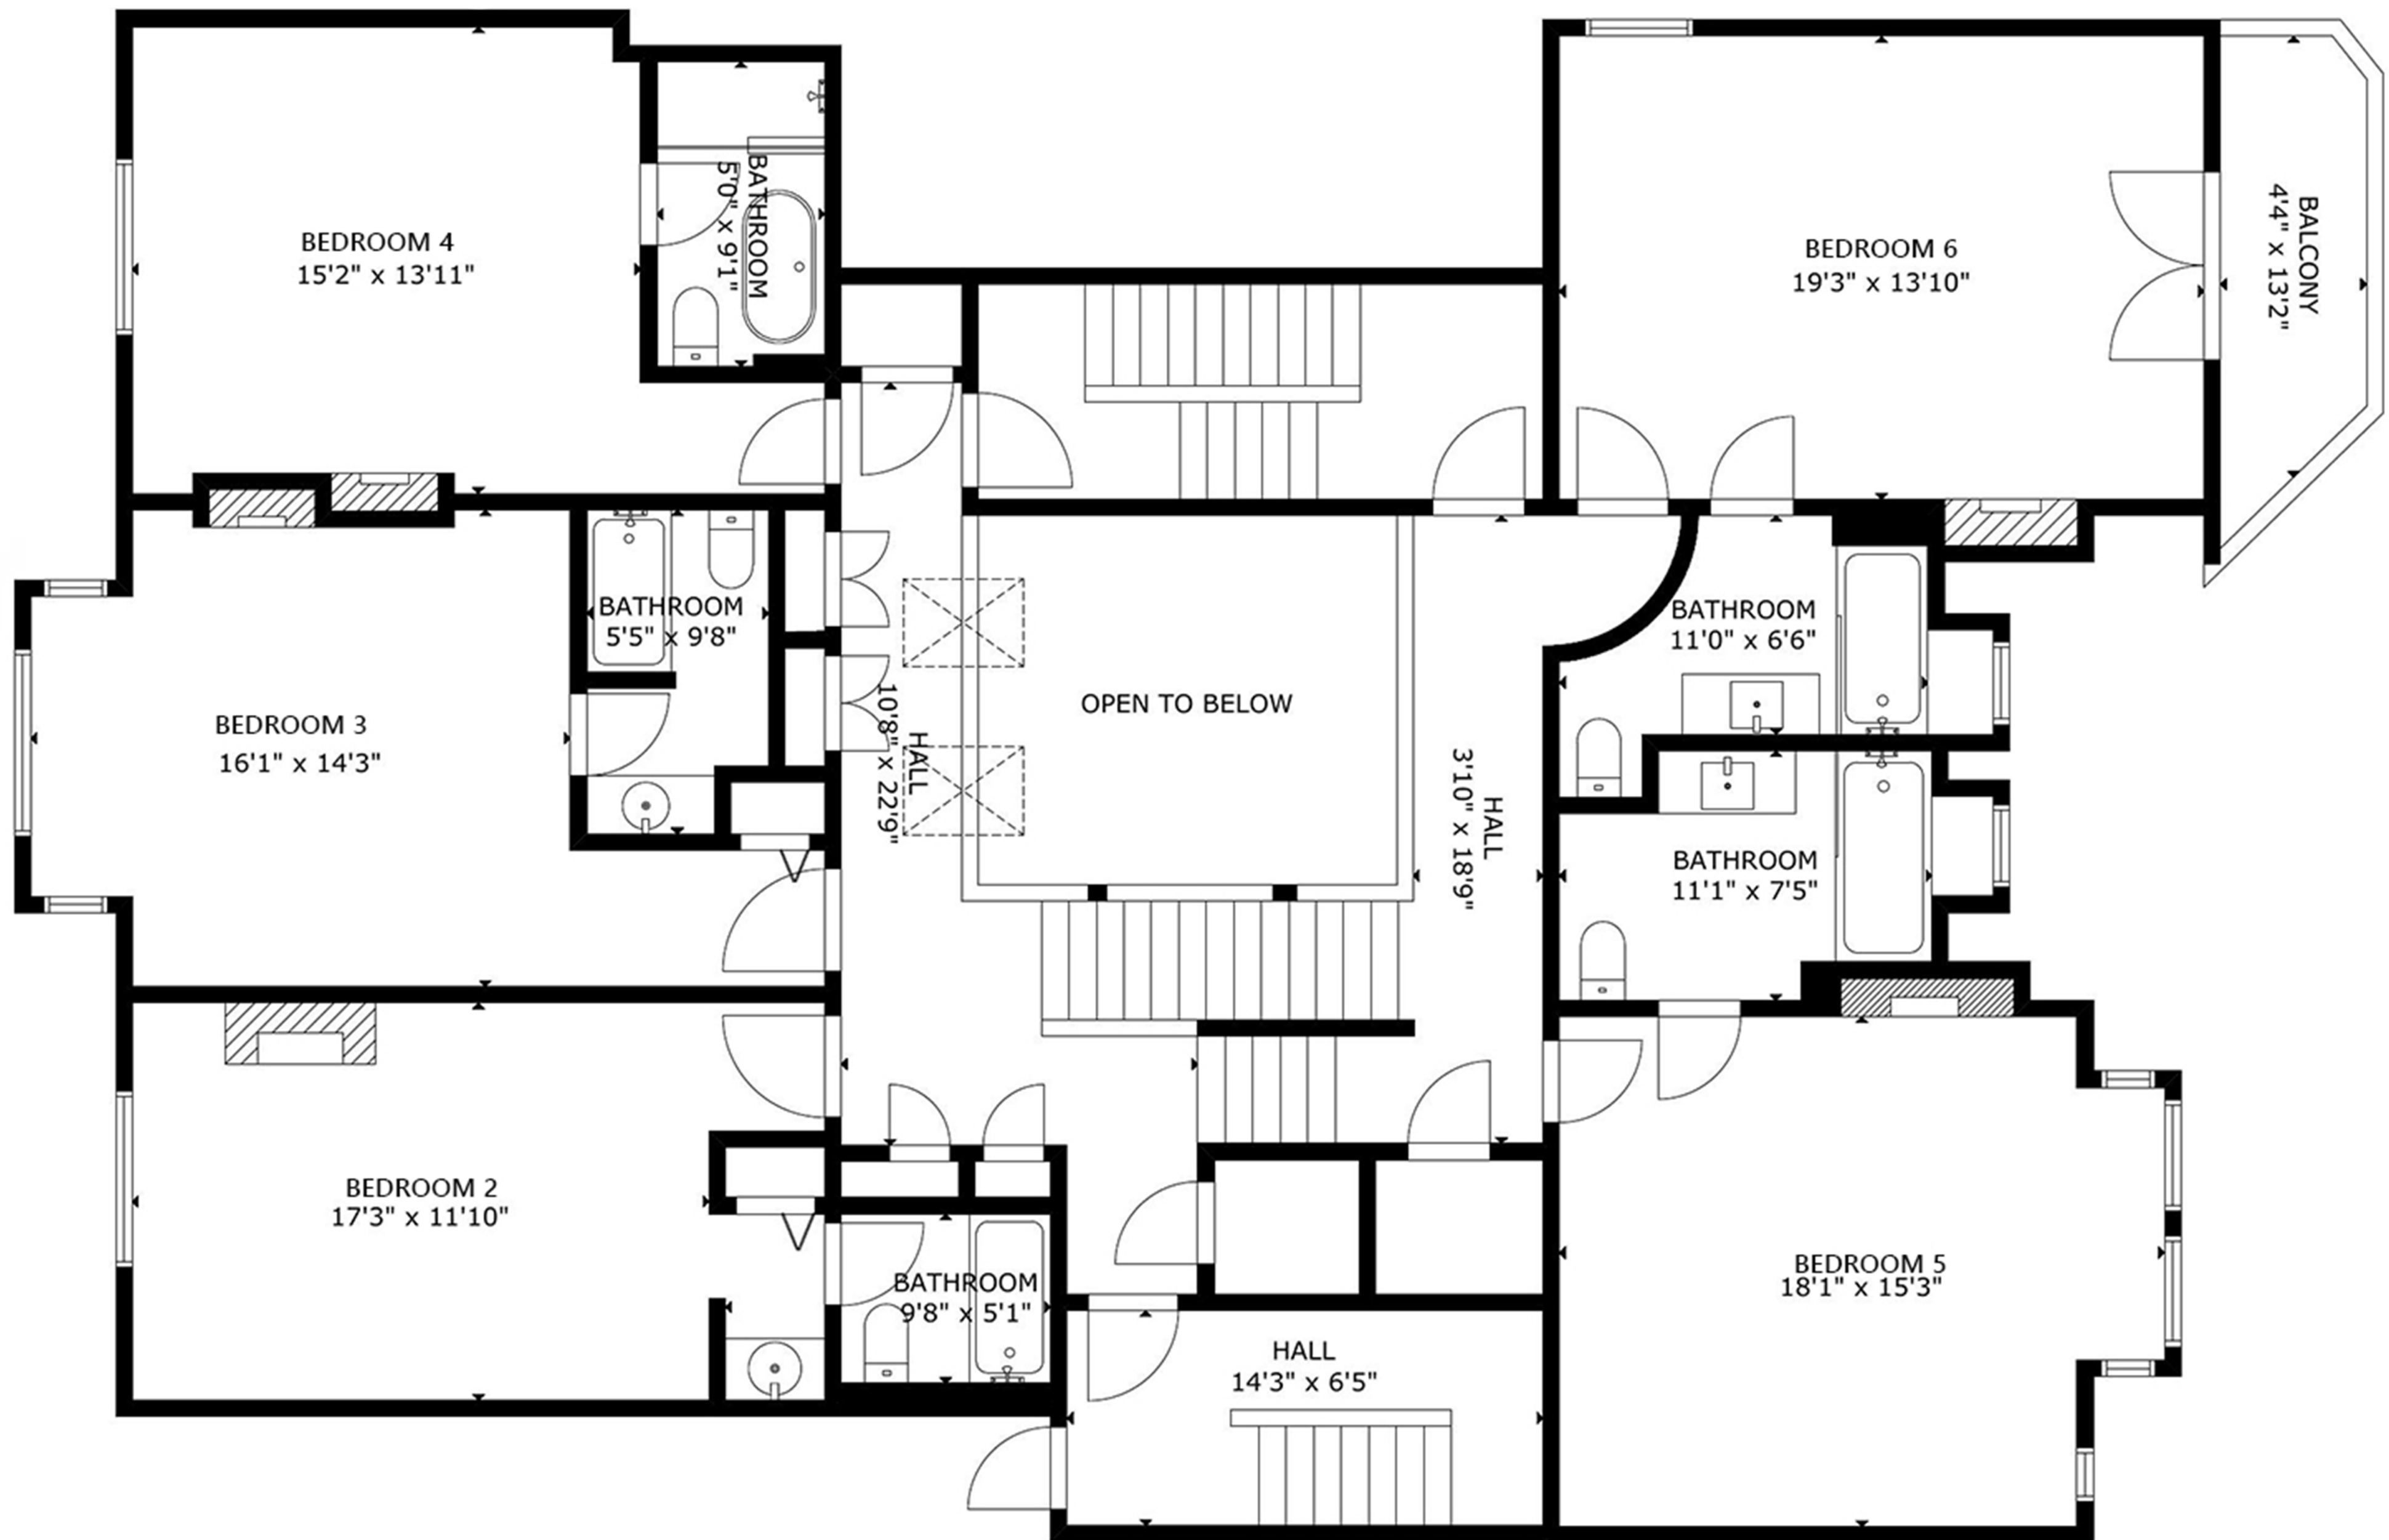 BEDROOM 4
15'2" x 13'11"
BATHROOM
5'0" x 9'1"
BEDROOM 6
19'3" x 13'10"
BALCONY
4'4" x 13'2"
BATHROOM
5'5" x 9'8"
BEDROOM 3
16'1" x 14'3"
HALL
10'8" x 22'9"
OPEN TO BELOW
HALL
3'10" x 18'9"
BATHROOM
11'0" x 6'6"
BATHROOM
11'1" x 7'5"
BEDROOM 2
17'3" x 11'10"
BATHROOM
9'8" x 5'1"
HALL
14'3" x 6'5"
BEDROOM 5
18'1" x 15'3"